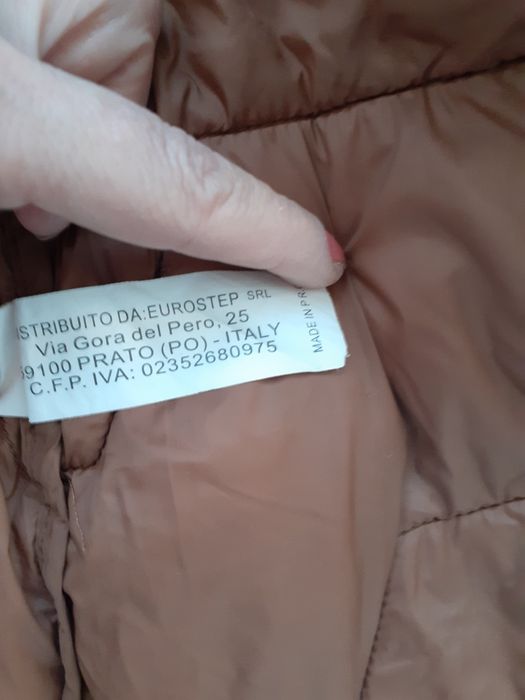 ISTRIBUITO DA:EUROSTEP SRL
Via Gora del Pero, 25
59100 PRATO (PO) - ITALY
C.F.P. IVA: 02352680975
MADE IN PR